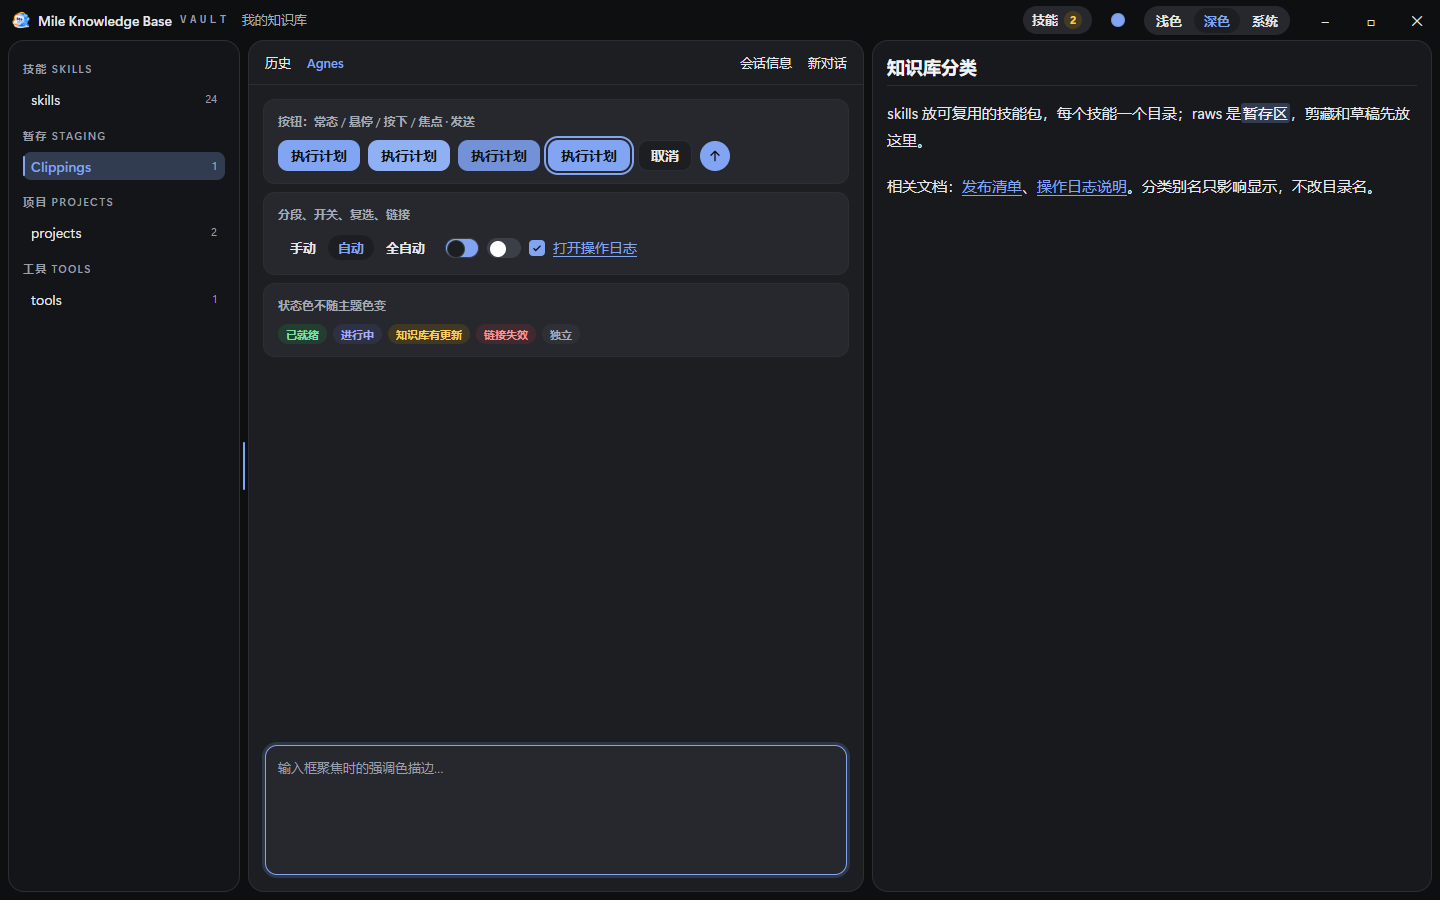 Mile Knowledge Base VAULT 我的知识库
技能 2
浅色 深色 系统
技能 SKILLS
skills 24
暂存 STAGING
Clippings 1
项目 PROJECTS
projects 2
工具 TOOLS
tools 1
历史 Agnes 会话信息 新对话
按钮：常态 / 悬停 / 按下 / 焦点 · 发送
执行计划 执行计划 执行计划 执行计划 取消
分段、开关、复选、链接
手动 自动 全自动 打开操作日志
状态色不随主题色变
已就绪 进行中 知识库有更新 链接失效 独立
输入框聚焦时的强调色描边...
知识库分类
skills 放可复用的技能包，每个技能一个目录；raws 是暂存区，剪藏和草稿先放
这里。
相关文档：发布清单、操作日志说明。分类别名只影响显示，不改目录名。